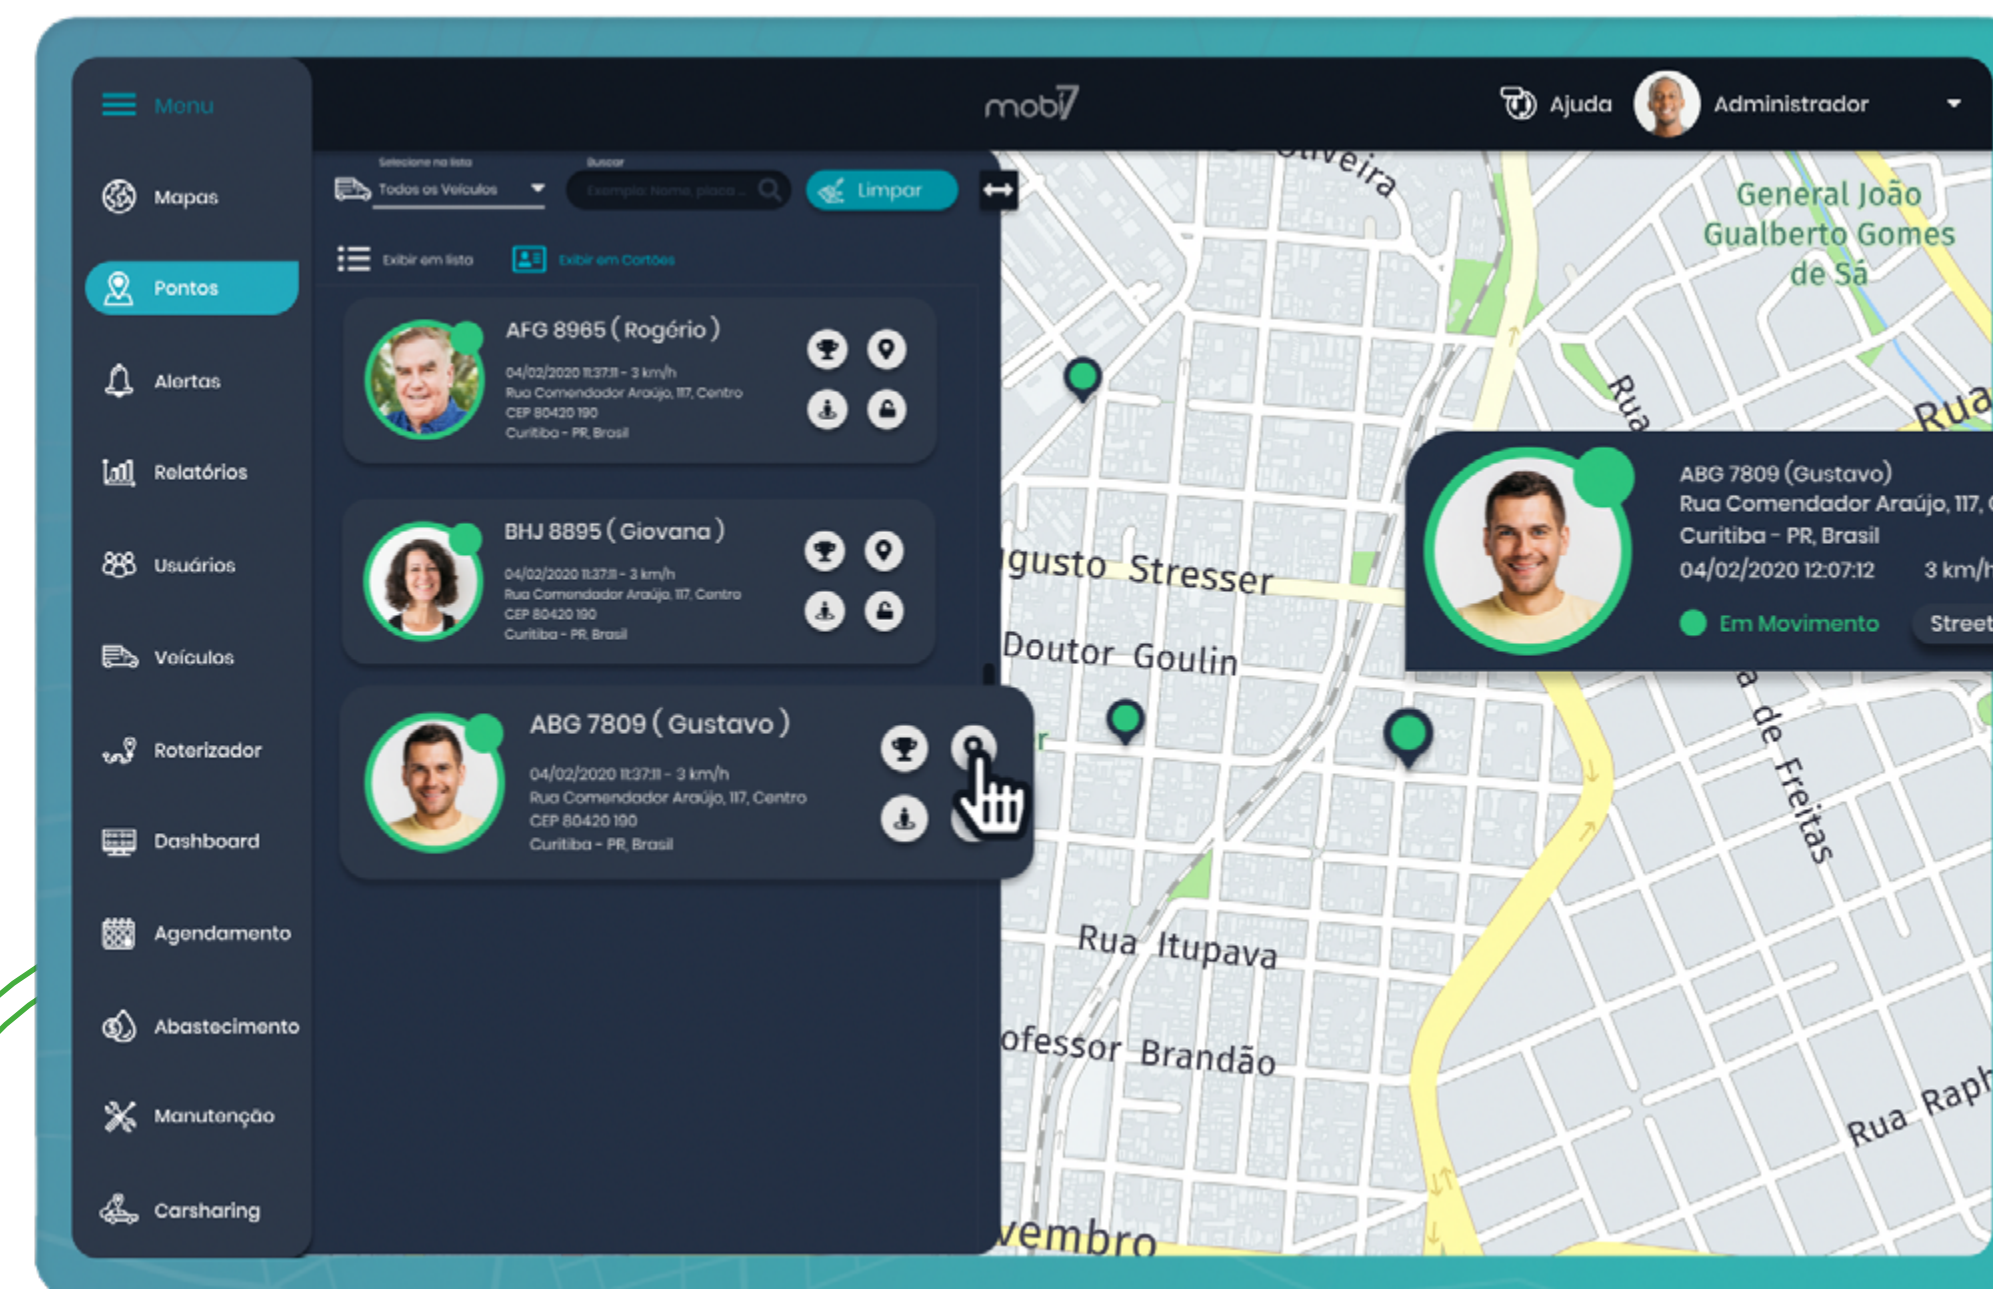 Menu
mobi7
Ajuda
Administrador
Mapas
Pontos
Alertas
Relatórios
Usuários
Veículos
Roterizador
Dashboard
Agendamento
Abastecimento
Manutenção
Carsharing
Selecione na lista
Todos os Veículos
Buscar
Exemplo: Nome, placa ...
Limpar
Exibir em lista
Exibir em Cartões
AFG 8965 ( Rogério )
04/02/2020 11:37:11 - 3 km/h
Rua Comendador Araújo, 117, Centro
CEP 80420 190
Curitiba - PR, Brasil
BHJ 8895 ( Giovana )
04/02/2020 11:37:11 - 3 km/h
Rua Comendador Araújo, 117, Centro
CEP 80420 190
Curitiba - PR, Brasil
ABG 7809 ( Gustavo )
04/02/2020 11:37:11 - 3 km/h
Rua Comendador Araújo, 117, Centro
CEP 80420 190
Curitiba - PR, Brasil
General João
Gualberto Gomes
de Sá
Rua
Rua
ABG 7809 (Gustavo)
Rua Comendador Araújo, 117,
Curitiba - PR, Brasil
04/02/2020 12:07:12 3 km/h
Em Movimento
Street
gusto Stresser
Doutor Goulin
a de Freitas
Rua Itupava
ofessor Brandão
Rua Raph
vembro